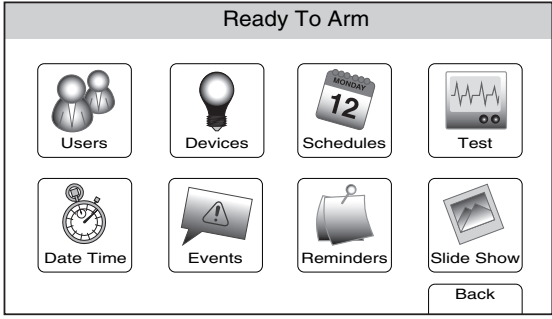 Ready To Arm
MONDAY
12
Users
Devices
Schedules
Test
Date Time
Events
Reminders
Slide Show
Back